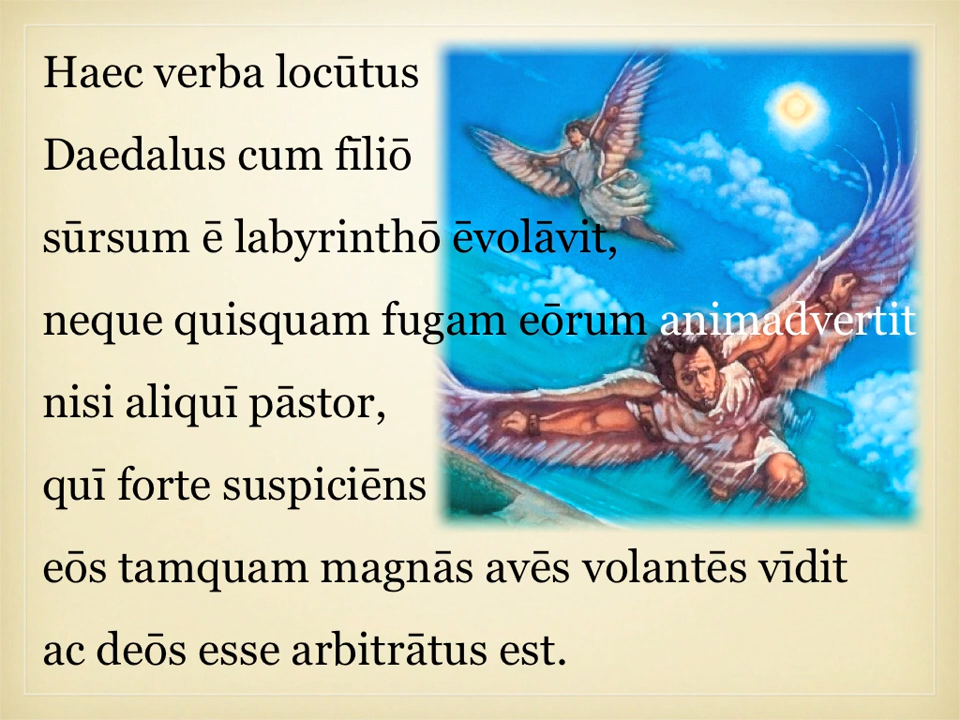 Haec verba locūtus
Daedalus cum fīliō
sūrsum ē labyrinthō ēvolāvit,
neque quisquam fugam eōrum animadvertit
nisi aliquī pāstor,
quī forte suspiciēns
eōs tamquam magnās avēs volantēs vīdit
ac deōs esse arbitrātus est.